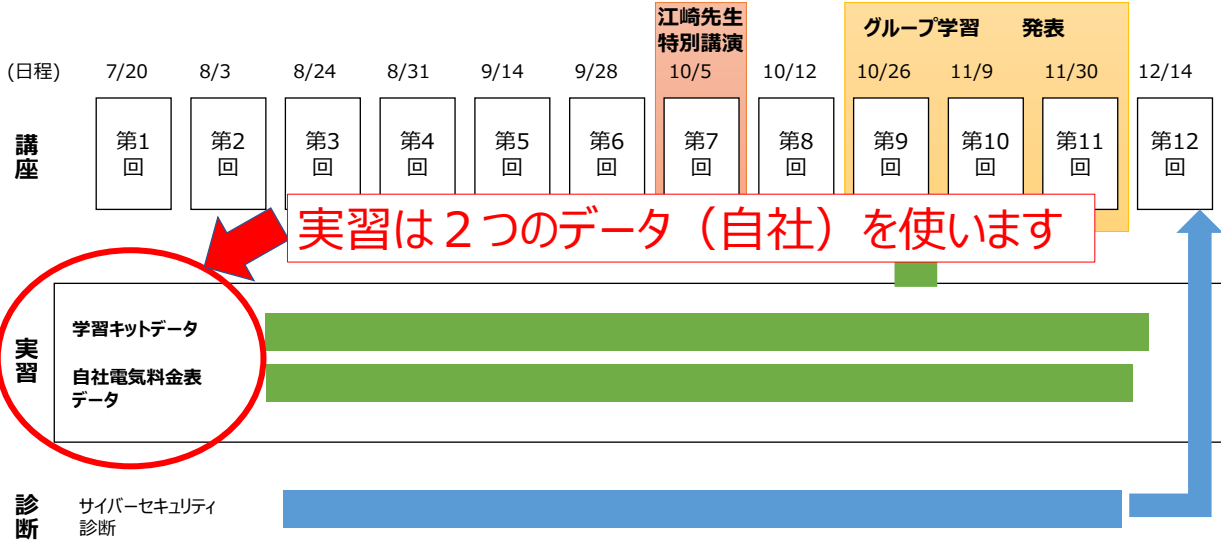 江崎先生
特別講演
グループ学習 発表
(日程) 7/20 8/3 8/24 8/31 9/14 9/28 10/5 10/12 10/26 11/9 11/30 12/14
講座
第1回
第2回
第3回
第4回
第5回
第6回
第7回
第8回
第9回
第10回
第11回
第12回
実習は２つのデータ（自社）を使います
実習
学習キットデータ
自社電気料金表
データ
診断
サイバーセキュリティ
診断